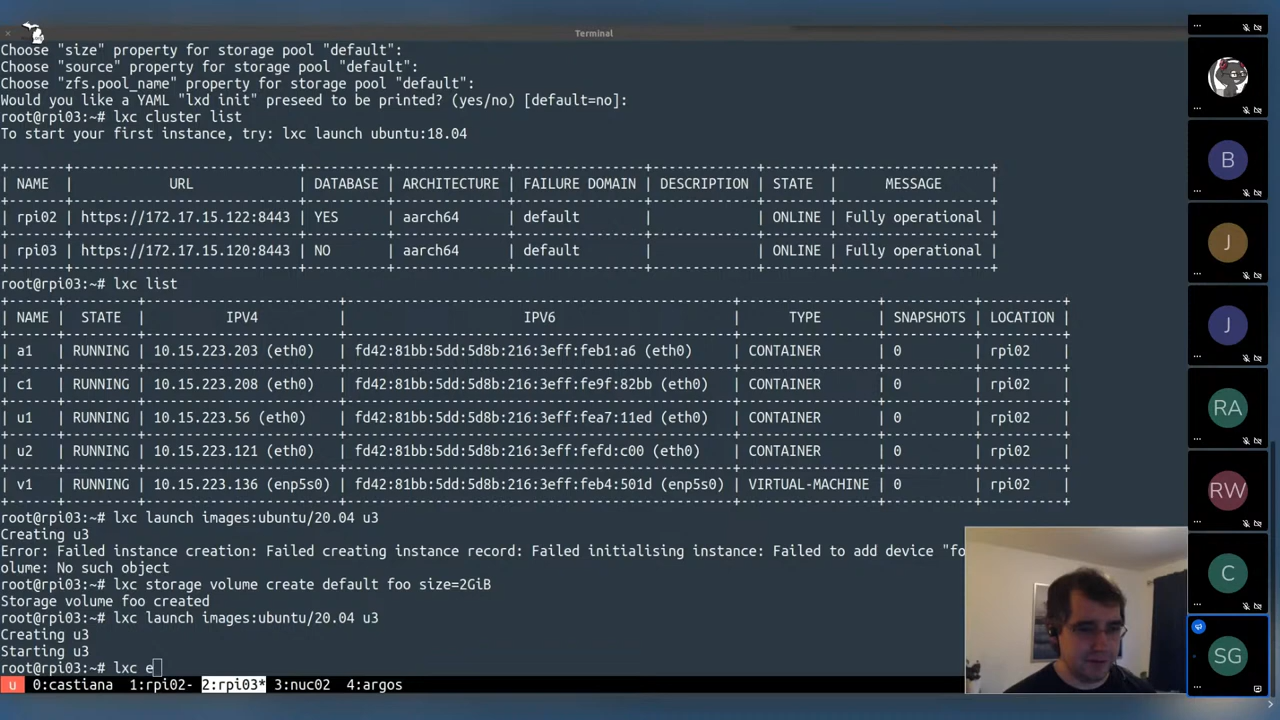 Terminal
Choose "size" property for storage pool "default":
Choose "source" property for storage pool "default":
Choose "zfs.pool_name" property for storage pool "default":
Would you like a YAML "lxd init" preseed to be printed? (yes/no) [default=no]:
root@rpi03:~# lxc cluster list
To start your first instance, try: lxc launch ubuntu:18.04
+-------+---------------------------+----------+--------------+----------------+-------------+--------+-------------------+
| NAME | URL | DATABASE | ARCHITECTURE | FAILURE DOMAIN | DESCRIPTION | STATE | MESSAGE |
+-------+---------------------------+----------+--------------+----------------+-------------+--------+-------------------+
| rpi02 | https://172.17.15.122:8443 | YES | aarch64 | default | | ONLINE | Fully operational |
+-------+---------------------------+----------+--------------+----------------+-------------+--------+-------------------+
| rpi03 | https://172.17.15.120:8443 | NO | aarch64 | default | | ONLINE | Fully operational |
+-------+---------------------------+----------+--------------+----------------+-------------+--------+-------------------+
root@rpi03:~# lxc list
+------+---------+------------------------+-------------------------------------------------+-----------------+-----------+----------+
| NAME | STATE | IPV4 | IPV6 | TYPE | SNAPSHOTS | LOCATION |
+------+---------+------------------------+-------------------------------------------------+-----------------+-----------+----------+
| a1 | RUNNING | 10.15.223.203 (eth0) | fd42:81bb:5dd:5d8b:216:3eff:feb1:a6 (eth0) | CONTAINER | 0 | rpi02 |
+------+---------+------------------------+-------------------------------------------------+-----------------+-----------+----------+
| c1 | RUNNING | 10.15.223.208 (eth0) | fd42:81bb:5dd:5d8b:216:3eff:fe9f:82bb (eth0) | CONTAINER | 0 | rpi02 |
+------+---------+------------------------+-------------------------------------------------+-----------------+-----------+----------+
| u1 | RUNNING | 10.15.223.56 (eth0) | fd42:81bb:5dd:5d8b:216:3eff:fea7:11ed (eth0) | CONTAINER | 0 | rpi02 |
+------+---------+------------------------+-------------------------------------------------+-----------------+-----------+----------+
| u2 | RUNNING | 10.15.223.121 (eth0) | fd42:81bb:5dd:5d8b:216:3eff:fefd:c00 (eth0) | CONTAINER | 0 | rpi02 |
+------+---------+------------------------+-------------------------------------------------+-----------------+-----------+----------+
| v1 | RUNNING | 10.15.223.136 (enp5s0) | fd42:81bb:5dd:5d8b:216:3eff:feb4:501d (enp5s0) | VIRTUAL-MACHINE | 0 | rpi02 |
+------+---------+------------------------+-------------------------------------------------+-----------------+-----------+----------+
root@rpi03:~# lxc launch images:ubuntu/20.04 u3
Creating u3
Error: Failed instance creation: Failed creating instance record: Failed initialising instance: Failed to add device "fo
olume: No such object
root@rpi03:~# lxc storage volume create default foo size=2GiB
Storage volume foo created
root@rpi03:~# lxc launch images:ubuntu/20.04 u3
Creating u3
Starting u3
root@rpi03:~# lxc e
u 0:castiana 1:rpi02- 2:rpi03* 3:nuc02 4:argos
B
J
J
RA
RW
C
SG